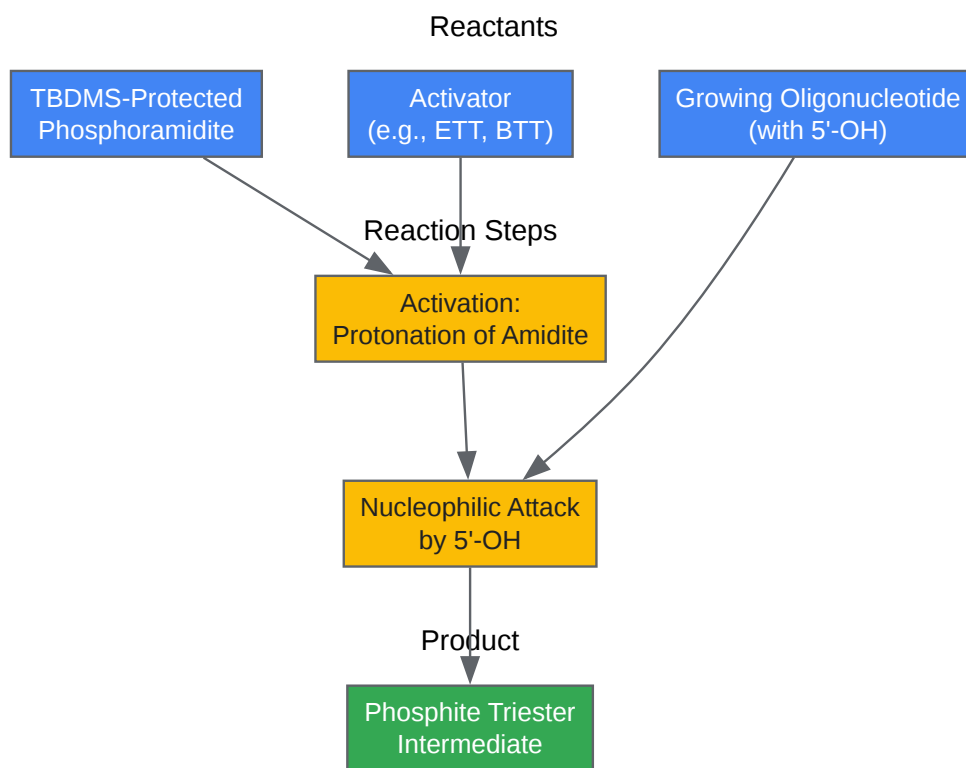 Reactants
TBDMS-Protected
Phosphoramidite
Activator
(e.g., ETT, BTT)
Growing Oligonucleotide
(with 5'-OH)
Reaction Steps
Activation:
Protonation of Amidite
Nucleophilic Attack
by 5'-OH
Product
Phosphite Triester
Intermediate